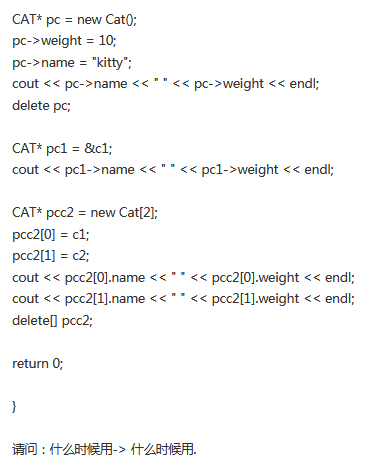 CAT* pc = new Cat();
pc->weight = 10;
pc->name = "kitty";
cout << pc->name << " " << pc->weight << endl;
delete pc;
CAT* pc1 = &c1;
cout << pc1->name << " " << pc1->weight << endl;
CAT* pcc2 = new Cat[2];
pcc2[0] = c1;
pcc2[1] = c2;
cout << pcc2[0].name << " " << pcc2[0].weight << endl;
cout << pcc2[1].name << " " << pcc2[1].weight << endl;
delete[] pcc2;
return 0;
}
请问：什么时候用-> 什么时候用.